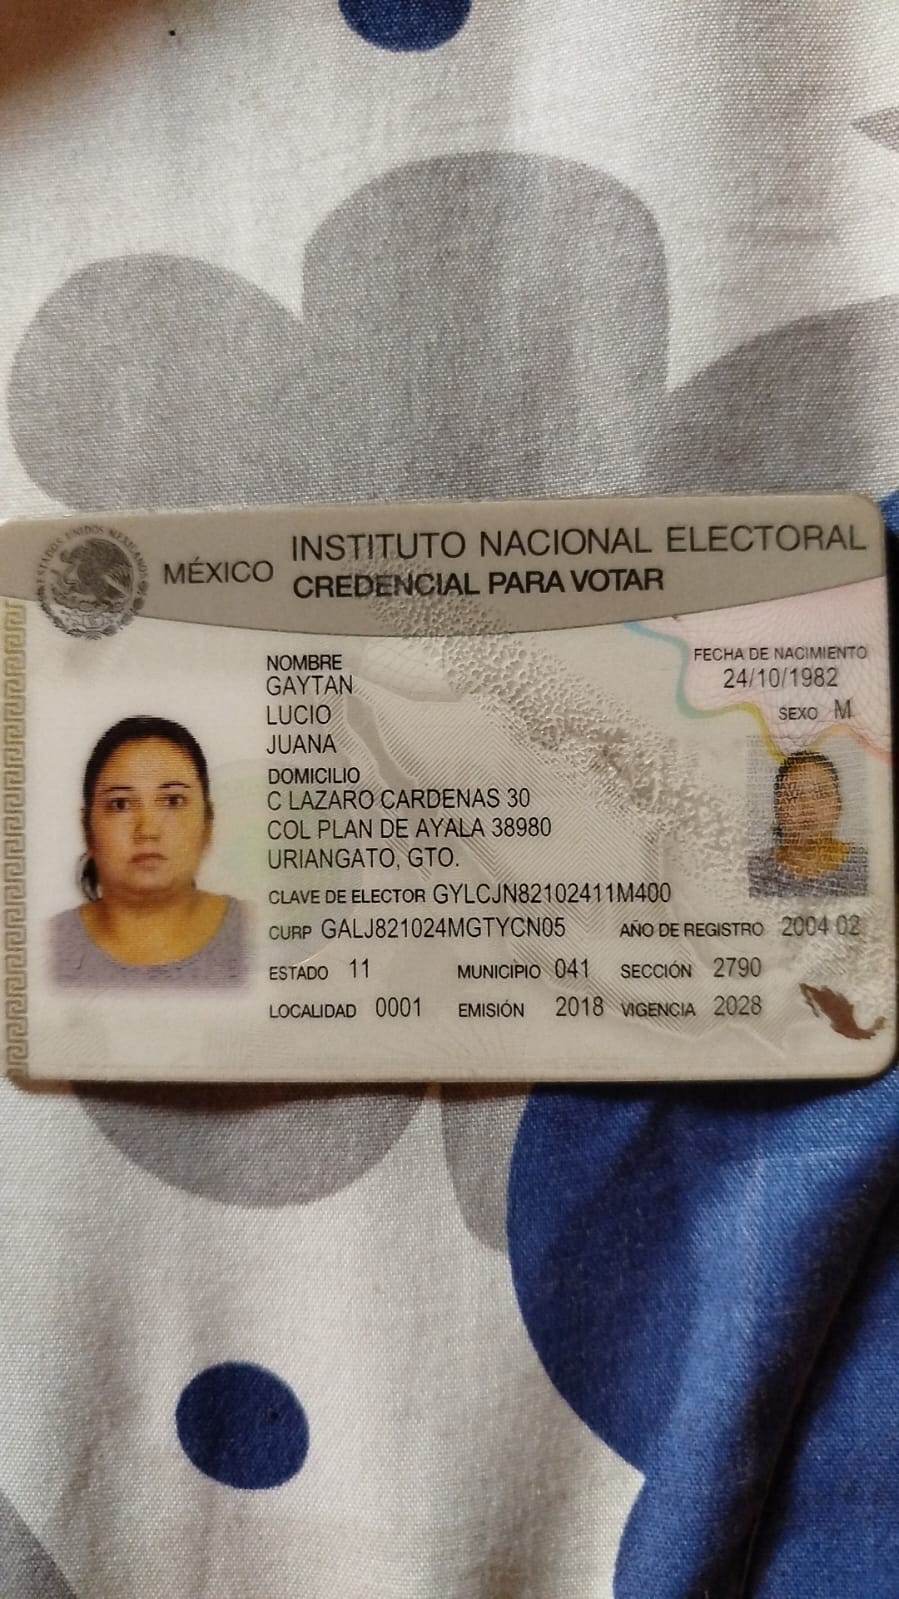 ESTADOS UNIDOS MEXICANOS
MÉXICO INSTITUTO NACIONAL ELECTORAL
CREDENCIAL PARA VOTAR
NOMBRE
GAYTAN
LUCIO
JUANA
FECHA DE NACIMIENTO
24/10/1982
SEXO M
DOMICILIO
C LAZARO CARDENAS 30
COL PLAN DE AYALA 38980
URIANGATO, GTO.
CLAVE DE ELECTOR GYLCJN82102411M400
CURP GALJ821024MGTYCN05 AÑO DE REGISTRO 2004 02
ESTADO 11 MUNICIPIO 041 SECCIÓN 2790
LOCALIDAD 0001 EMISIÓN 2018 VIGENCIA 2028